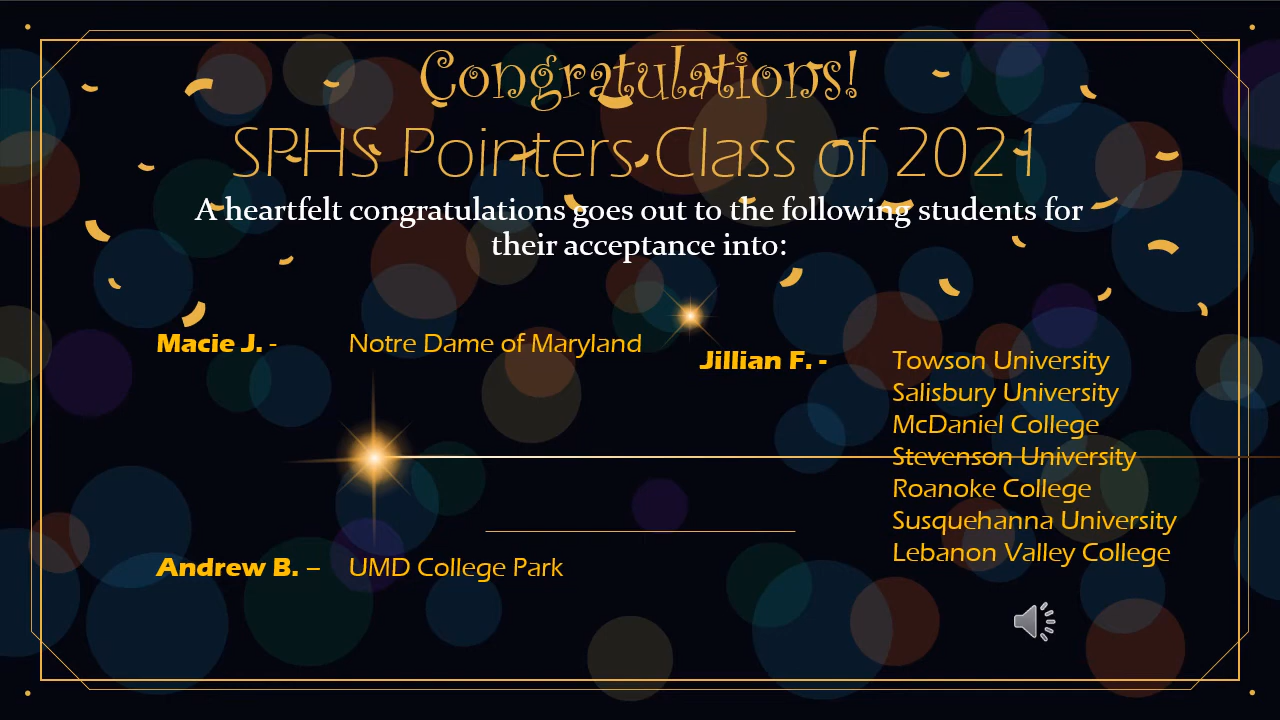 Congratulations!
SPHS Pointers Class of 2021
A heartfelt congratulations goes out to the following students for
their acceptance into:
Macie J. - Notre Dame of Maryland
Andrew B. – UMD College Park
Jillian F. - Towson University
Salisbury University
McDaniel College
Stevenson University
Roanoke College
Susquehanna University
Lebanon Valley College